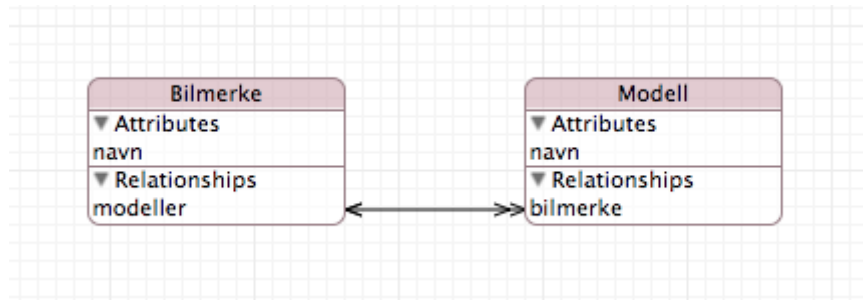 Bilmerke
Attributes
navn
Relationships
modeller
Modell
Attributes
navn
Relationships
bilmerke